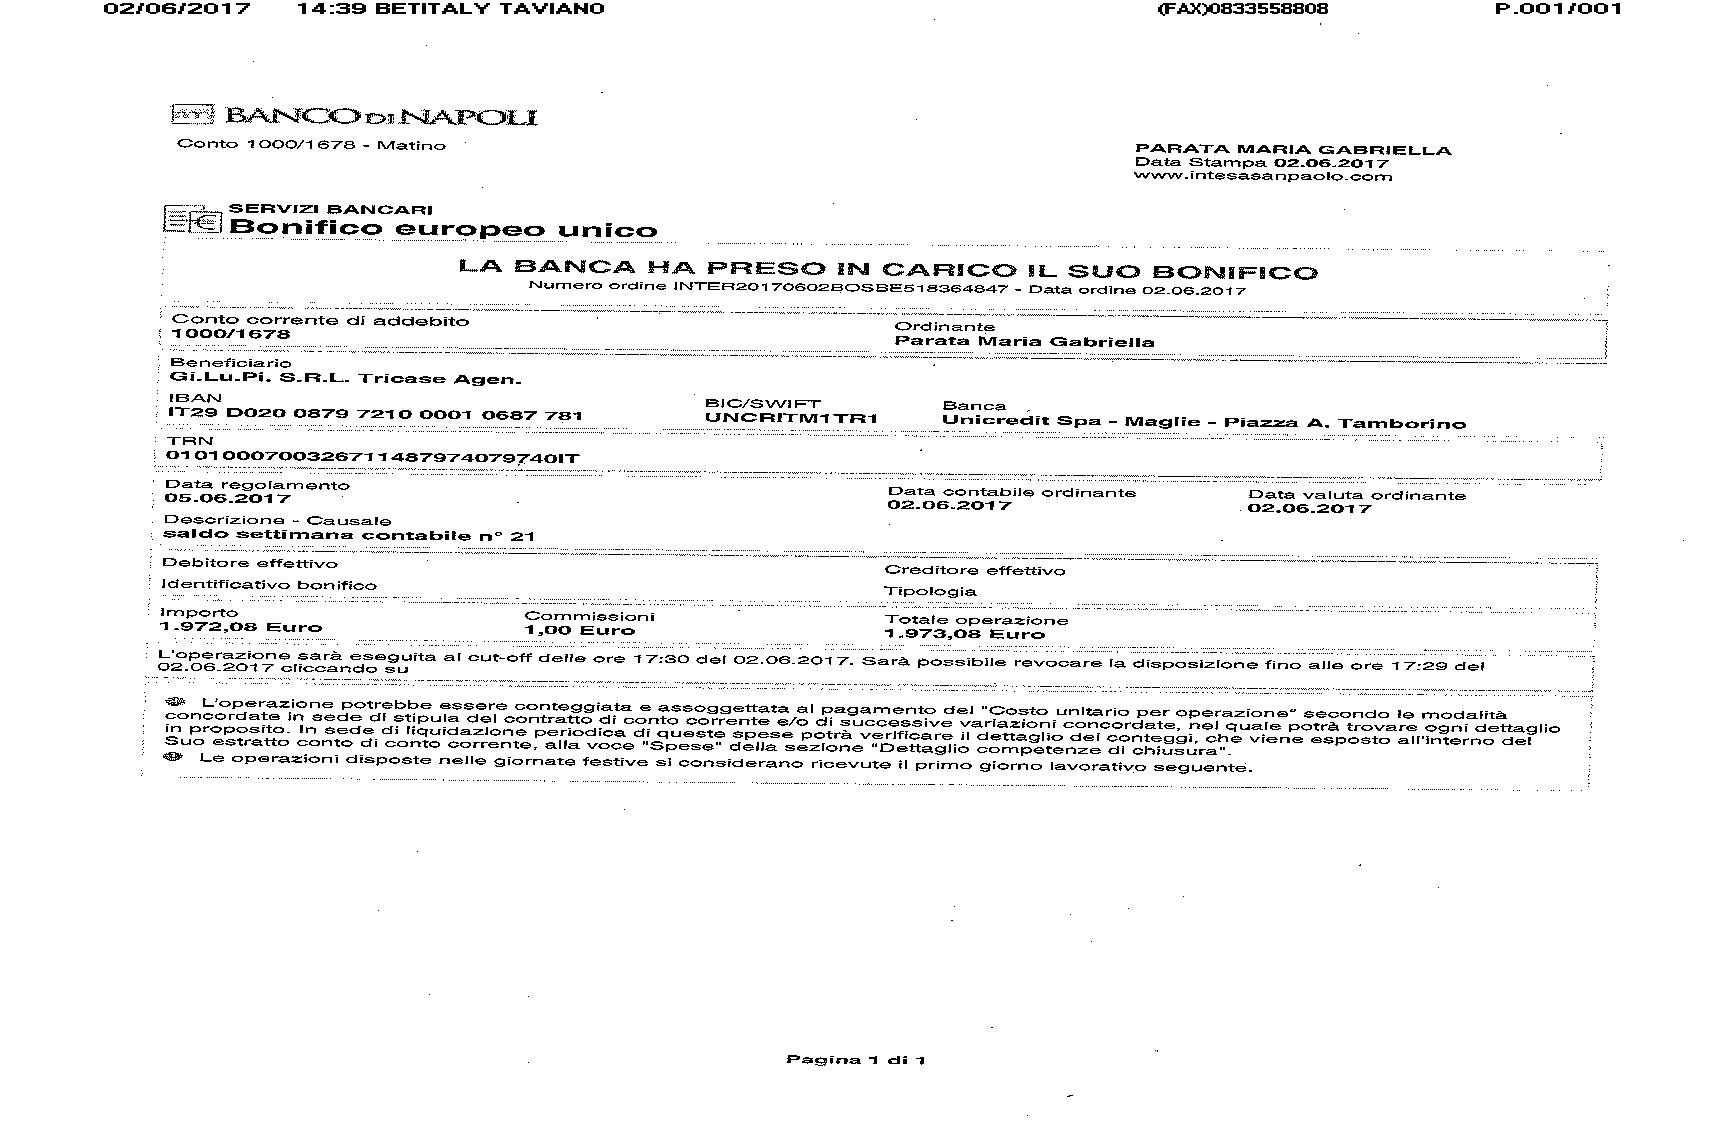 02/06/2017 14:39 BETITALY TAVIANO (FAX)0833558808 P.001/001
BANCO DI NAPOLI
Conto 1000/1678 - Matino
PARATA MARIA GABRIELLA
Data Stampa 02.06.2017
www.intesasanpaolo.com
SERVIZI BANCARI
Bonifico europeo unico
LA BANCA HA PRESO IN CARICO IL SUO BONIFICO
Numero ordine INTER20170602BOSBE518364847 - Data ordine 02.06.2017
Conto corrente di addebito Ordinante
1000/1678 Parata Maria Gabriella
Beneficiario
Gi.Lu.Pi. S.R.L. Tricase Agen.
IBAN BIC/SWIFT Banca
IT29 D020 0879 7210 0001 0687 781 UNCRITM1TR1 Unicredit Spa - Maglie - Piazza A. Tamborino
TRN
0101000700326711487974079740IT
Data regolamento Data contabile ordinante Data valuta ordinante
05.06.2017 02.06.2017 02.06.2017
Descrizione - Causale
saldo settimana contabile n° 21
Debitore effettivo Creditore effettivo
Identificativo bonifico Tipologia
Importo Commissioni Totale operazione
1.972,08 Euro 1,00 Euro 1.973,08 Euro
L'operazione sarà eseguita al cut-off delle ore 17:30 del 02.06.2017. Sarà possibile revocare la disposizione fino alle ore 17:29 del
02.06.2017 cliccando su
L'operazione potrebbe essere conteggiata e assoggettata al pagamento del "Costo unitario per operazione" secondo le modalità
concordate in sede di stipula del contratto di conto corrente e/o di successive variazioni concordate, nel quale potrà trovare ogni dettaglio
in proposito. In sede di liquidazione periodica di queste spese potrà verificare il dettaglio dei conteggi, che viene esposto all'interno del
Suo estratto conto di conto corrente, alla voce "Spese" della sezione "Dettaglio competenze di chiusura".
Le operazioni disposte nelle giornate festive si considerano ricevute il primo giorno lavorativo seguente.
Pagina 1 di 1